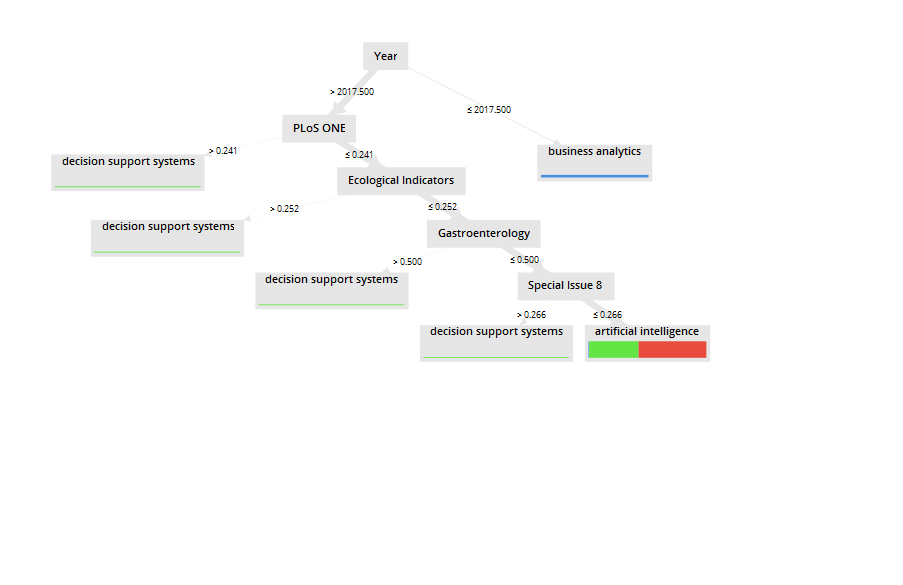 Year
> 2017.500
≤ 2017.500
PLoS ONE
business analytics
> 0.241
≤ 0.241
decision support systems
Ecological Indicators
> 0.252
≤ 0.252
decision support systems
Gastroenterology
> 0.500
≤ 0.500
decision support systems
Special Issue 8
> 0.266
≤ 0.266
decision support systems
artificial intelligence